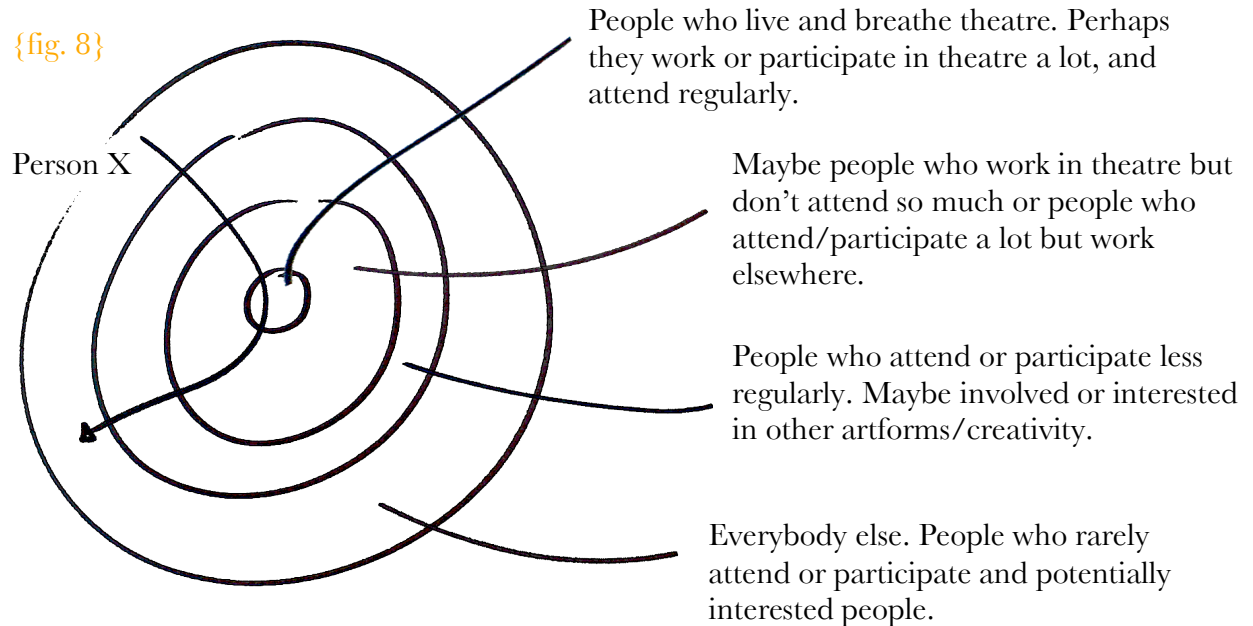 {fig. 8}
People who live and breathe theatre. Perhaps
they work or participate in theatre a lot, and
attend regularly.
Person X
Maybe people who work in theatre but
don’t attend so much or people who
attend/participate a lot but work
elsewhere.
People who attend or participate less
regularly. Maybe involved or interested
in other artforms/creativity.
Everybody else. People who rarely
attend or participate and potentially
interested people.